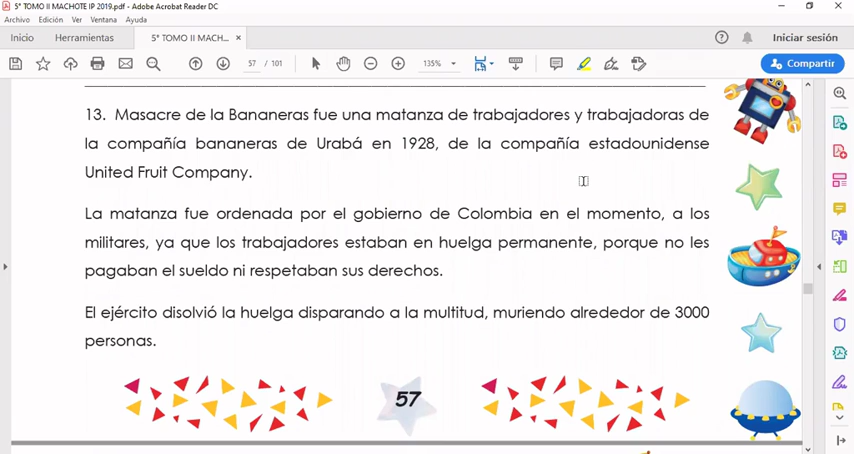 5° TOMO II MACHOTE IP 2019.pdf - Adobe Acrobat Reader DC
Archivo Edición Ver Ventana Ayuda
Inicio Herramientas 5° TOMO II MACH... × Iniciar sesión
57 / 101 135% Compartir
13. Masacre de la Bananeras fue una matanza de trabajadores y trabajadoras de
la compañía bananeras de Urabá en 1928, de la compañía estadounidense
United Fruit Company.
La matanza fue ordenada por el gobierno de Colombia en el momento, a los
militares, ya que los trabajadores estaban en huelga permanente, porque no les
pagaban el sueldo ni respetaban sus derechos.
El ejército disolvió la huelga disparando a la multitud, muriendo alrededor de 3000
personas.
57